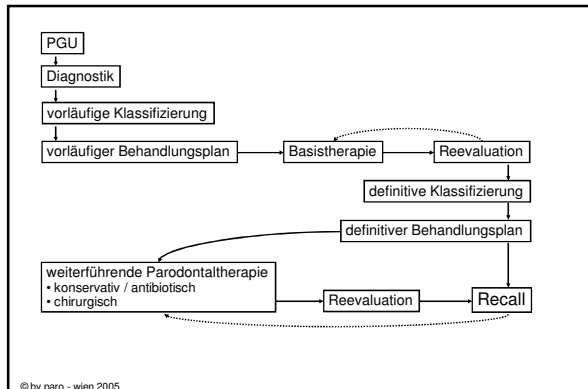 PGU
Diagnostik
vorläufige Klassifizierung
vorläufiger Behandlungsplan
Basistherapie
Reevaluation
definitive Klassifizierung
definitiver Behandlungsplan
weiterführende Parodontaltherapie
• konservativ / antibiotisch
• chirurgisch
Reevaluation
Recall
© by paro - wien 2005